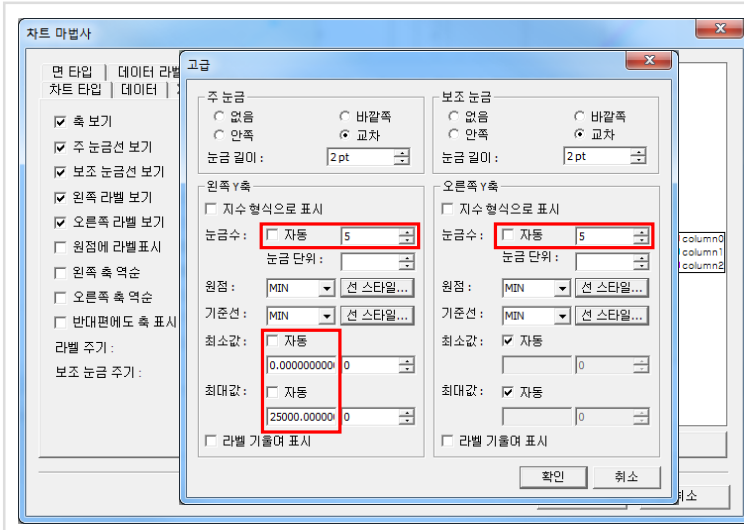 차트 마법사
면 타입 데이터 라벨
차트 타입 데이터
축 보기
주 눈금선 보기
보조 눈금선 보기
왼쪽 라벨 보기
오른쪽 라벨 보기
원점에 라벨표시
왼쪽 축 역순
오른쪽 축 역순
반대편에도 축 표시
라벨 주기 :
보조 눈금 주기 :
고급
주 눈금
없음 바깥쪽
안쪽 교차
눈금 길이 : 2 pt
보조 눈금
없음 바깥쪽
안쪽 교차
눈금 길이 : 2 pt
왼쪽 Y축
지수 형식으로 표시
눈금수 : 자동 5
눈금 단위 :
원점 : MIN 선 스타일...
기준선 : MIN 선 스타일...
최소값 : 자동
0.0000000000 0
최대값 : 자동
25000.00000 0
라벨 기울여 표시
오른쪽 Y축
지수 형식으로 표시
눈금수 : 자동 5
눈금 단위 :
원점 : MIN 선 스타일...
기준선 : MIN 선 스타일...
최소값 : 자동
0
최대값 : 자동
0
라벨 기울여 표시
확인 취소
column0
column1
column2
취소